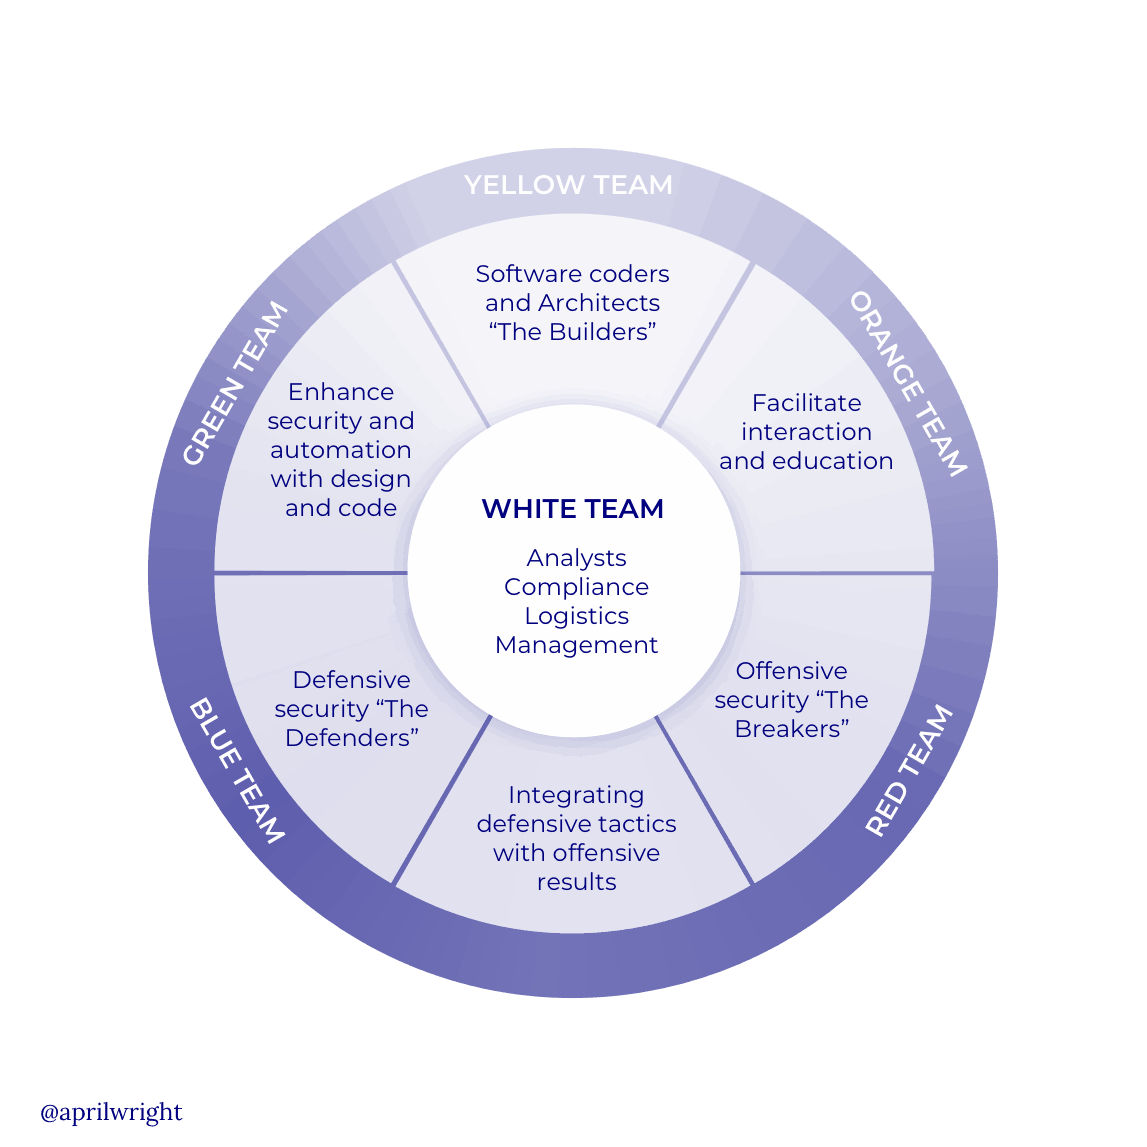 YELLOW TEAM
Software coders
and Architects
“The Builders”
ORANGE TEAM
Facilitate
interaction
and education
RED TEAM
Offensive
security “The
Breakers”
Integrating
defensive tactics
with offensive
results
BLUE TEAM
Defensive
security “The
Defenders”
GREEN TEAM
Enhance
security and
automation
with design
and code
WHITE TEAM
Analysts
Compliance
Logistics
Management
@aprilwright